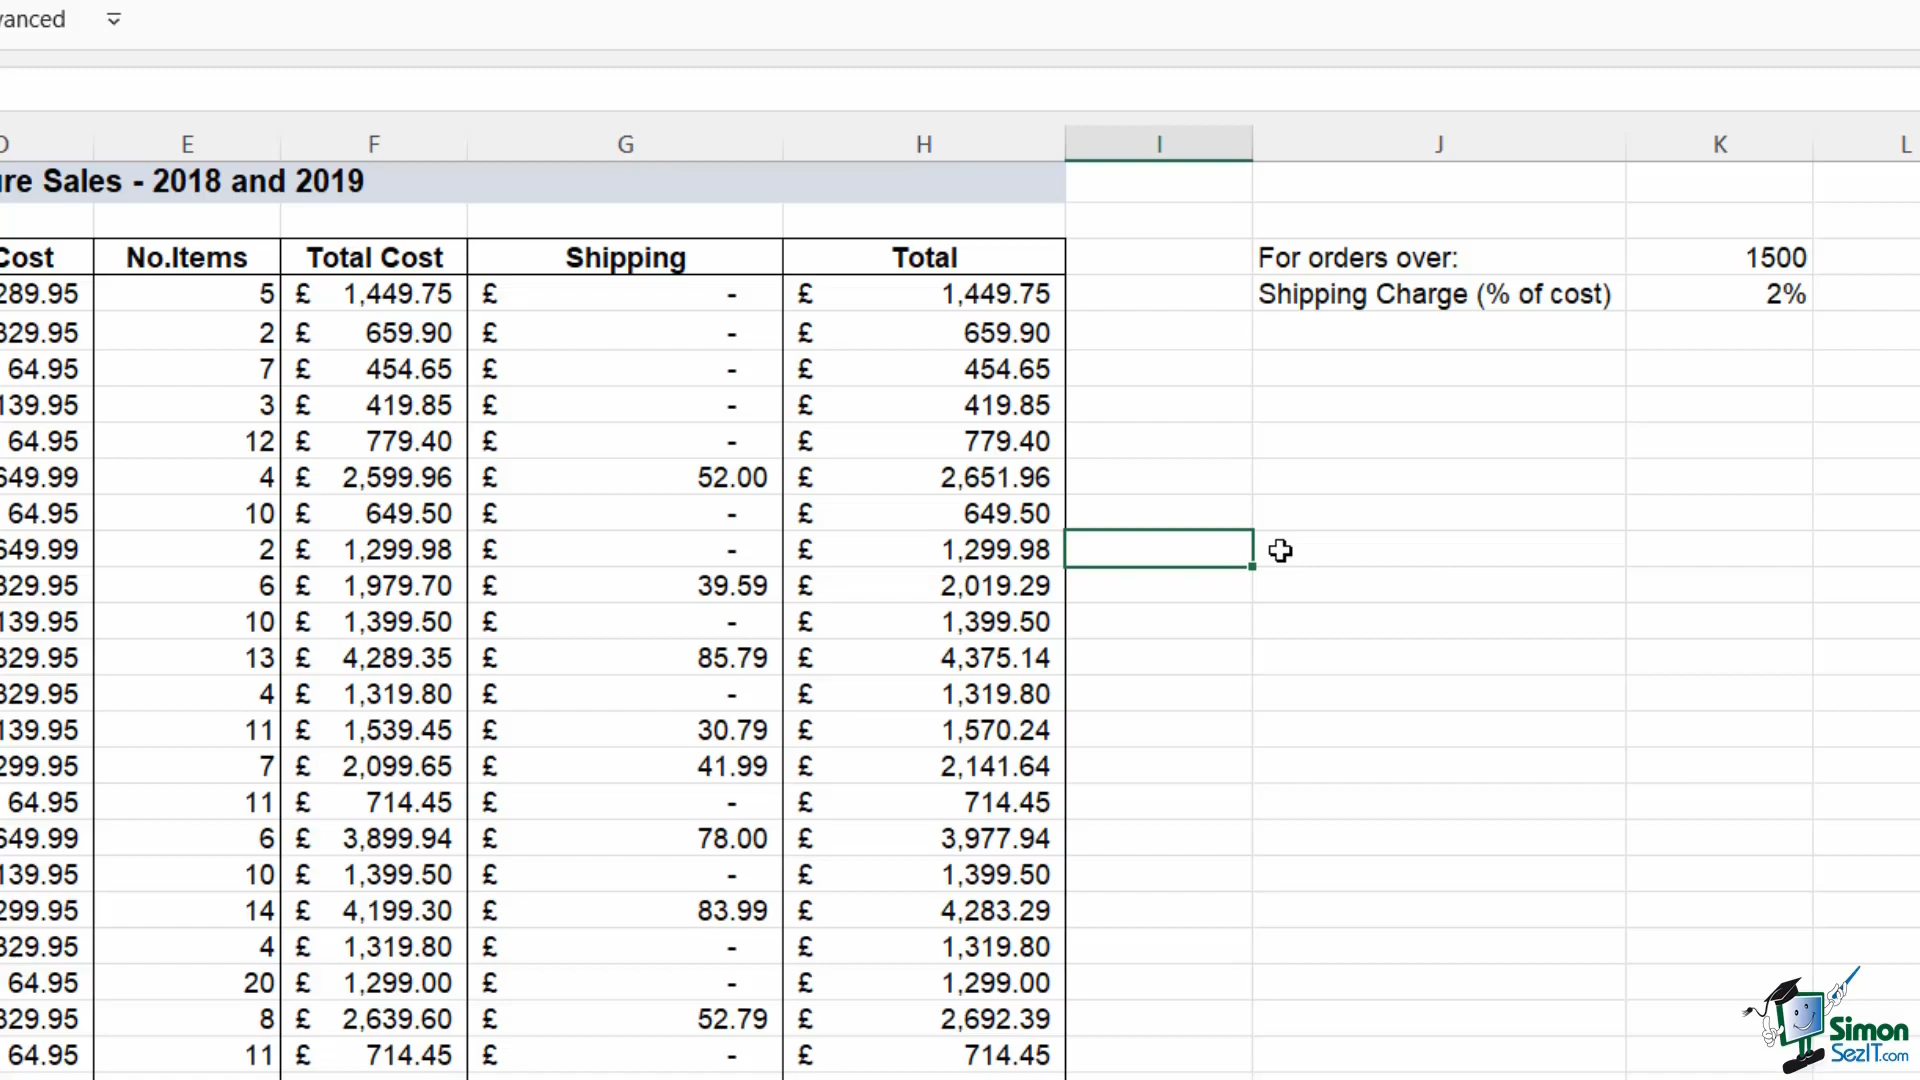 vanced
D E F G H I J K L
ure Sales - 2018 and 2019
Cost No.Items Total Cost Shipping Total For orders over: 1500
289.95 5 £ 1,449.75 £ - £ 1,449.75 Shipping Charge (% of cost) 2%
329.95 2 £ 659.90 £ - £ 659.90
64.95 7 £ 454.65 £ - £ 454.65
139.95 3 £ 419.85 £ - £ 419.85
64.95 12 £ 779.40 £ - £ 779.40
649.99 4 £ 2,599.96 £ 52.00 £ 2,651.96
64.95 10 £ 649.50 £ - £ 649.50
649.99 2 £ 1,299.98 £ - £ 1,299.98
329.95 6 £ 1,979.70 £ 39.59 £ 2,019.29
139.95 10 £ 1,399.50 £ - £ 1,399.50
329.95 13 £ 4,289.35 £ 85.79 £ 4,375.14
329.95 4 £ 1,319.80 £ - £ 1,319.80
139.95 11 £ 1,539.45 £ 30.79 £ 1,570.24
299.95 7 £ 2,099.65 £ 41.99 £ 2,141.64
64.95 11 £ 714.45 £ - £ 714.45
649.99 6 £ 3,899.94 £ 78.00 £ 3,977.94
139.95 10 £ 1,399.50 £ - £ 1,399.50
299.95 14 £ 4,199.30 £ 83.99 £ 4,283.29
329.95 4 £ 1,319.80 £ - £ 1,319.80
64.95 20 £ 1,299.00 £ - £ 1,299.00
329.95 8 £ 2,639.60 £ 52.79 £ 2,692.39
64.95 11 £ 714.45 £ - £ 714.45
Simon
SezIT.com